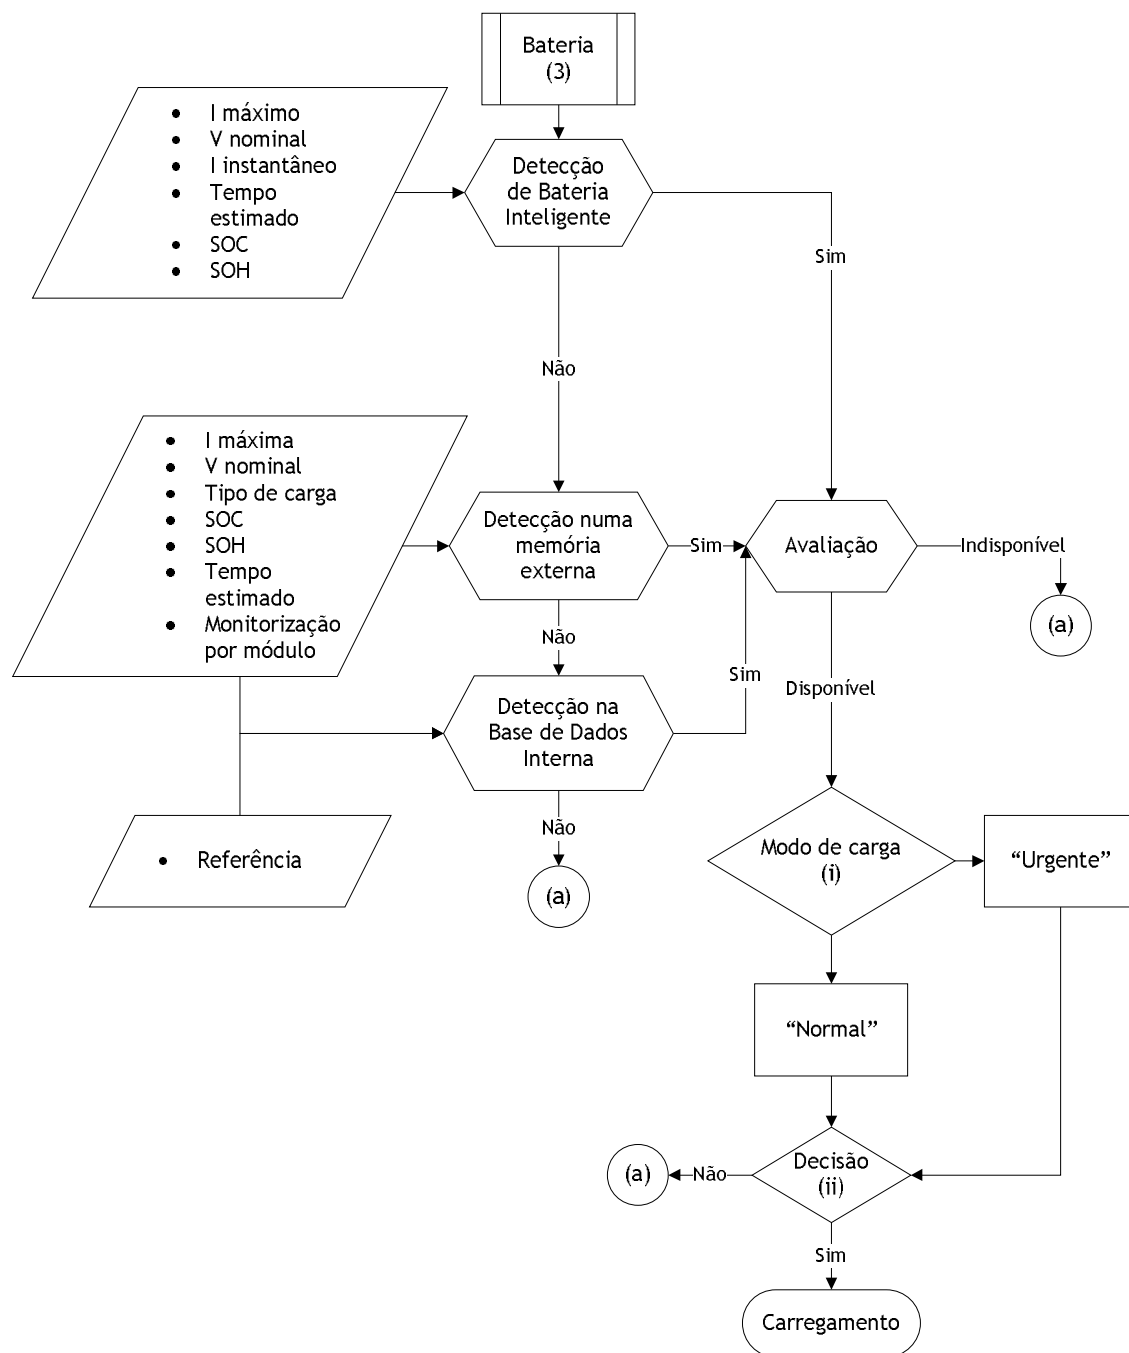 Bateria
(3)
• I máximo
• V nominal
• I instantâneo
• Tempo
estimado
• SOC
• SOH
Detecção
de Bateria
Inteligente
Sim
Não
• I máxima
• V nominal
• Tipo de carga
• SOC
• SOH
• Tempo
estimado
• Monitorização
por módulo
Detecção numa
memória
externa
Sim
Avaliação
Indisponível
(a)
Não
Sim
Disponível
Detecção na
Base de Dados
Interna
Não
(a)
• Referência
Modo de carga
(i)
“Urgente”
“Normal”
Decisão
(ii)
Não
(a)
Sim
Carregamento